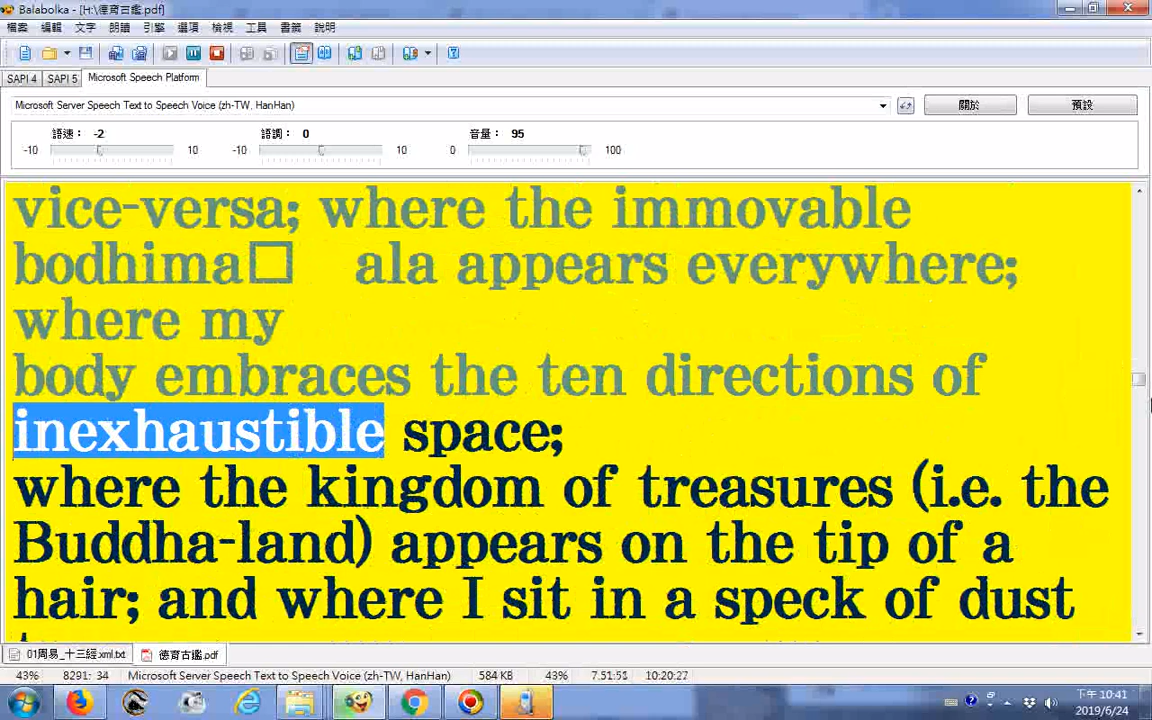 Balabolka - [H:\德育古鑑.pdf]
檔案 編輯 文字 朗讀 引擎 選項 檢視 工具 書籤 說明
SAPI 4 SAPI 5 Microsoft Speech Platform
Microsoft Server Speech Text to Speech Voice (zh-TW, HanHan) 關於 預設
語速： -2 語調： 0 音量： 95
-10 10 -10 10 0 100
vice-versa; where the immovable
bodhima□ ala appears everywhere;
where my
body embraces the ten directions of
inexhaustible space;
where the kingdom of treasures (i.e. the
Buddha-land) appears on the tip of a
hair; and where I sit in a speck of dust
01周易_十三經.xml.txt 德育古鑑.pdf
43% 8291: 34 Microsoft Server Speech Text to Speech Voice (zh-TW, HanHan) 584 KB 43% 7.51:51 10:20:27
下午 10:41
2019/6/24